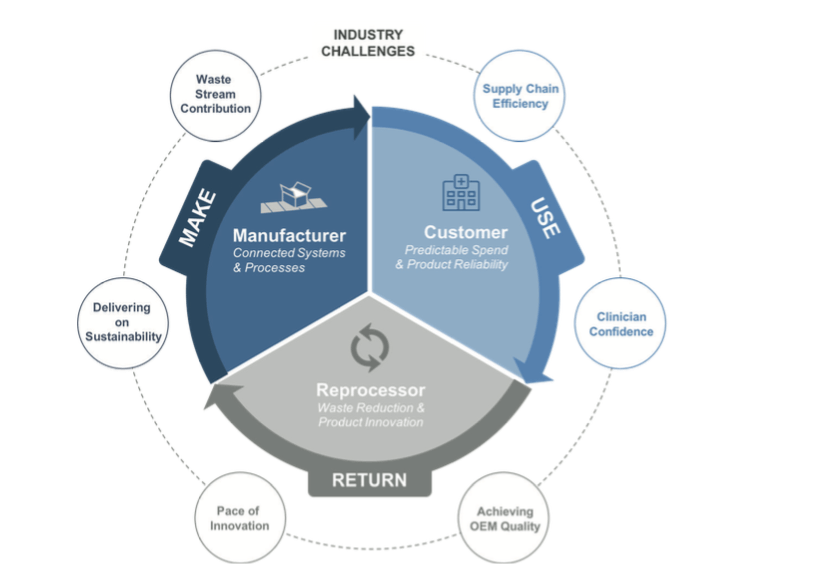 INDUSTRY
CHALLENGES
Waste
Stream
Contribution
Supply Chain
Efficiency
MAKE
USE
Manufacturer
Connected Systems
& Processes
Customer
Predictable Spend
& Product Reliability
Delivering
on
Sustainability
Clinician
Confidence
Reprocessor
Waste Reduction &
Product Innovation
RETURN
Pace of
Innovation
Achieving
OEM Quality